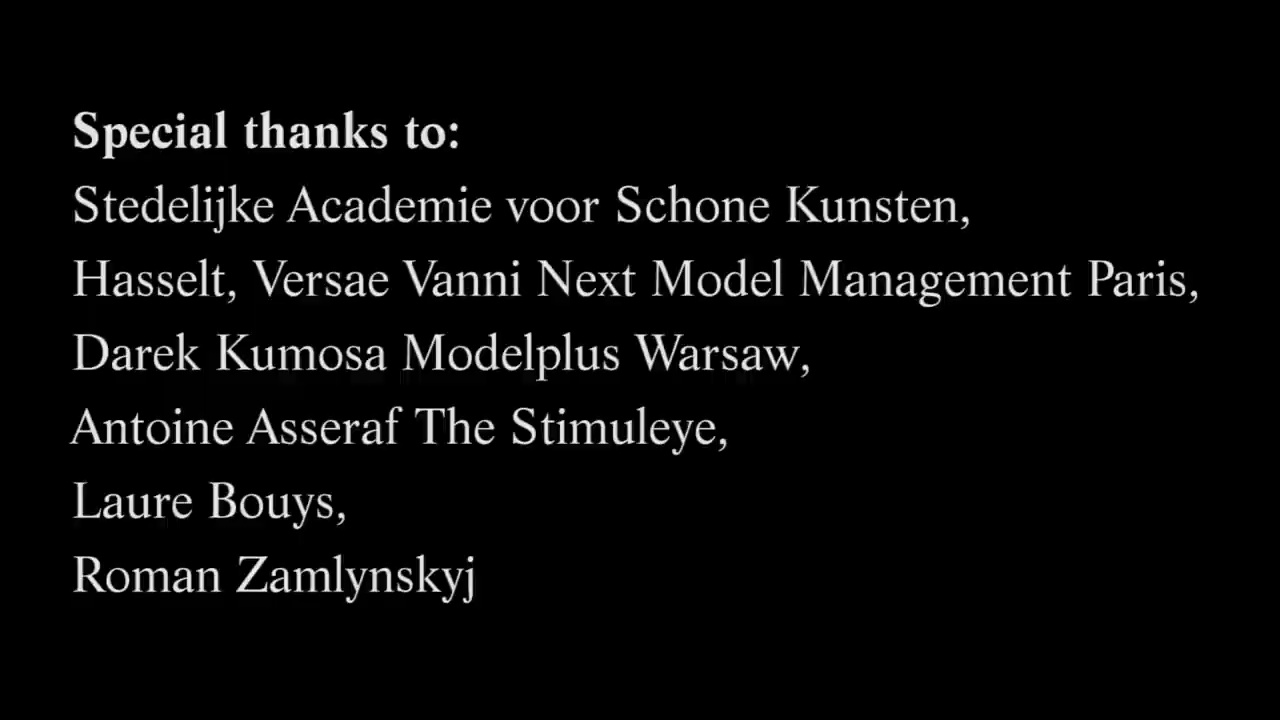 Special thanks to:
Stedelijke Academie voor Schone Kunsten,
Hasselt, Versae Vanni Next Model Management Paris,
Darek Kumosa Modelplus Warsaw,
Antoine Asseraf The Stimuleye,
Laure Bouys,
Roman Zamlynskyj